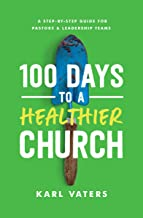 A STEP-BY-STEP GUIDE FOR
PASTORS & LEADERSHIP TEAMS
100 DAYS
TO A
HEALTHIER
CHURCH
KARL VATERS